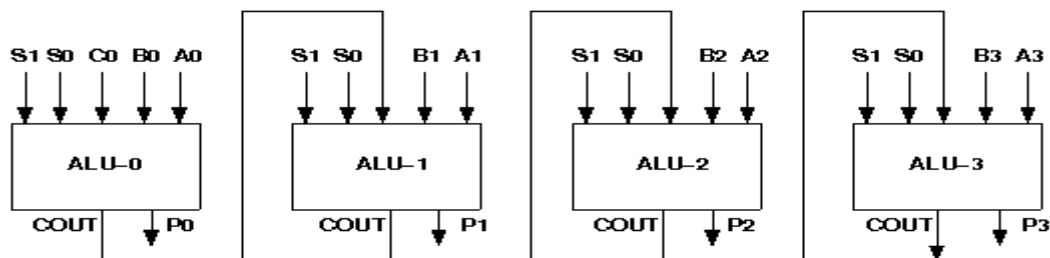 S1 S0 C0 B0 A0
S1 S0 B1 A1
S1 S0 B2 A2
S1 S0 B3 A3
ALU-0
ALU-1
ALU-2
ALU-3
COUT P0
COUT P1
COUT P2
COUT P3